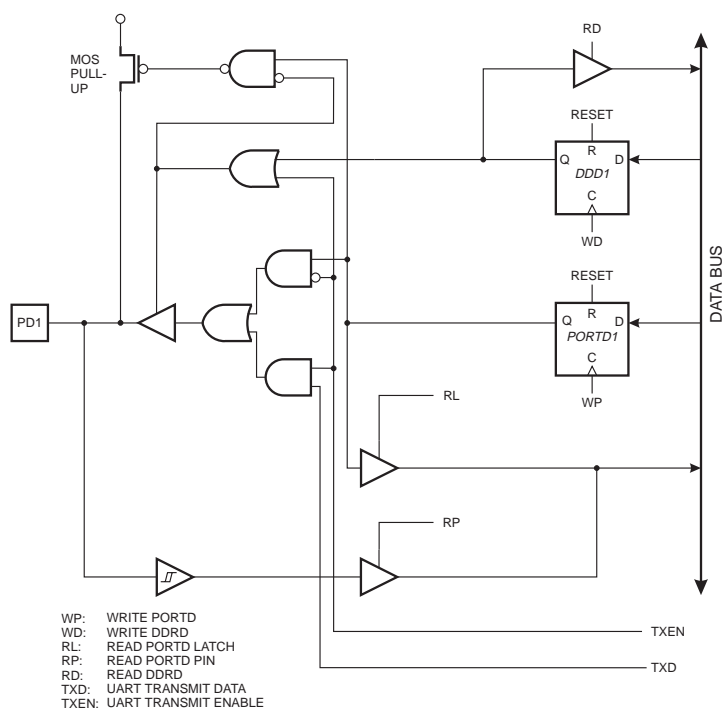 RD
MOS
PULL-
UP
RESET
R
Q
D
DDD1
C
WD
RESET
R
Q
D
PORTD1
C
WP
DATA BUS
PD1
RL
RP
WP: WRITE PORTD
WD: WRITE DDRD
RL: READ PORTD LATCH
RP: READ PORTD PIN
RD: READ DDRD
TXD: UART TRANSMIT DATA
TXEN: UART TRANSMIT ENABLE
TXEN
TXD